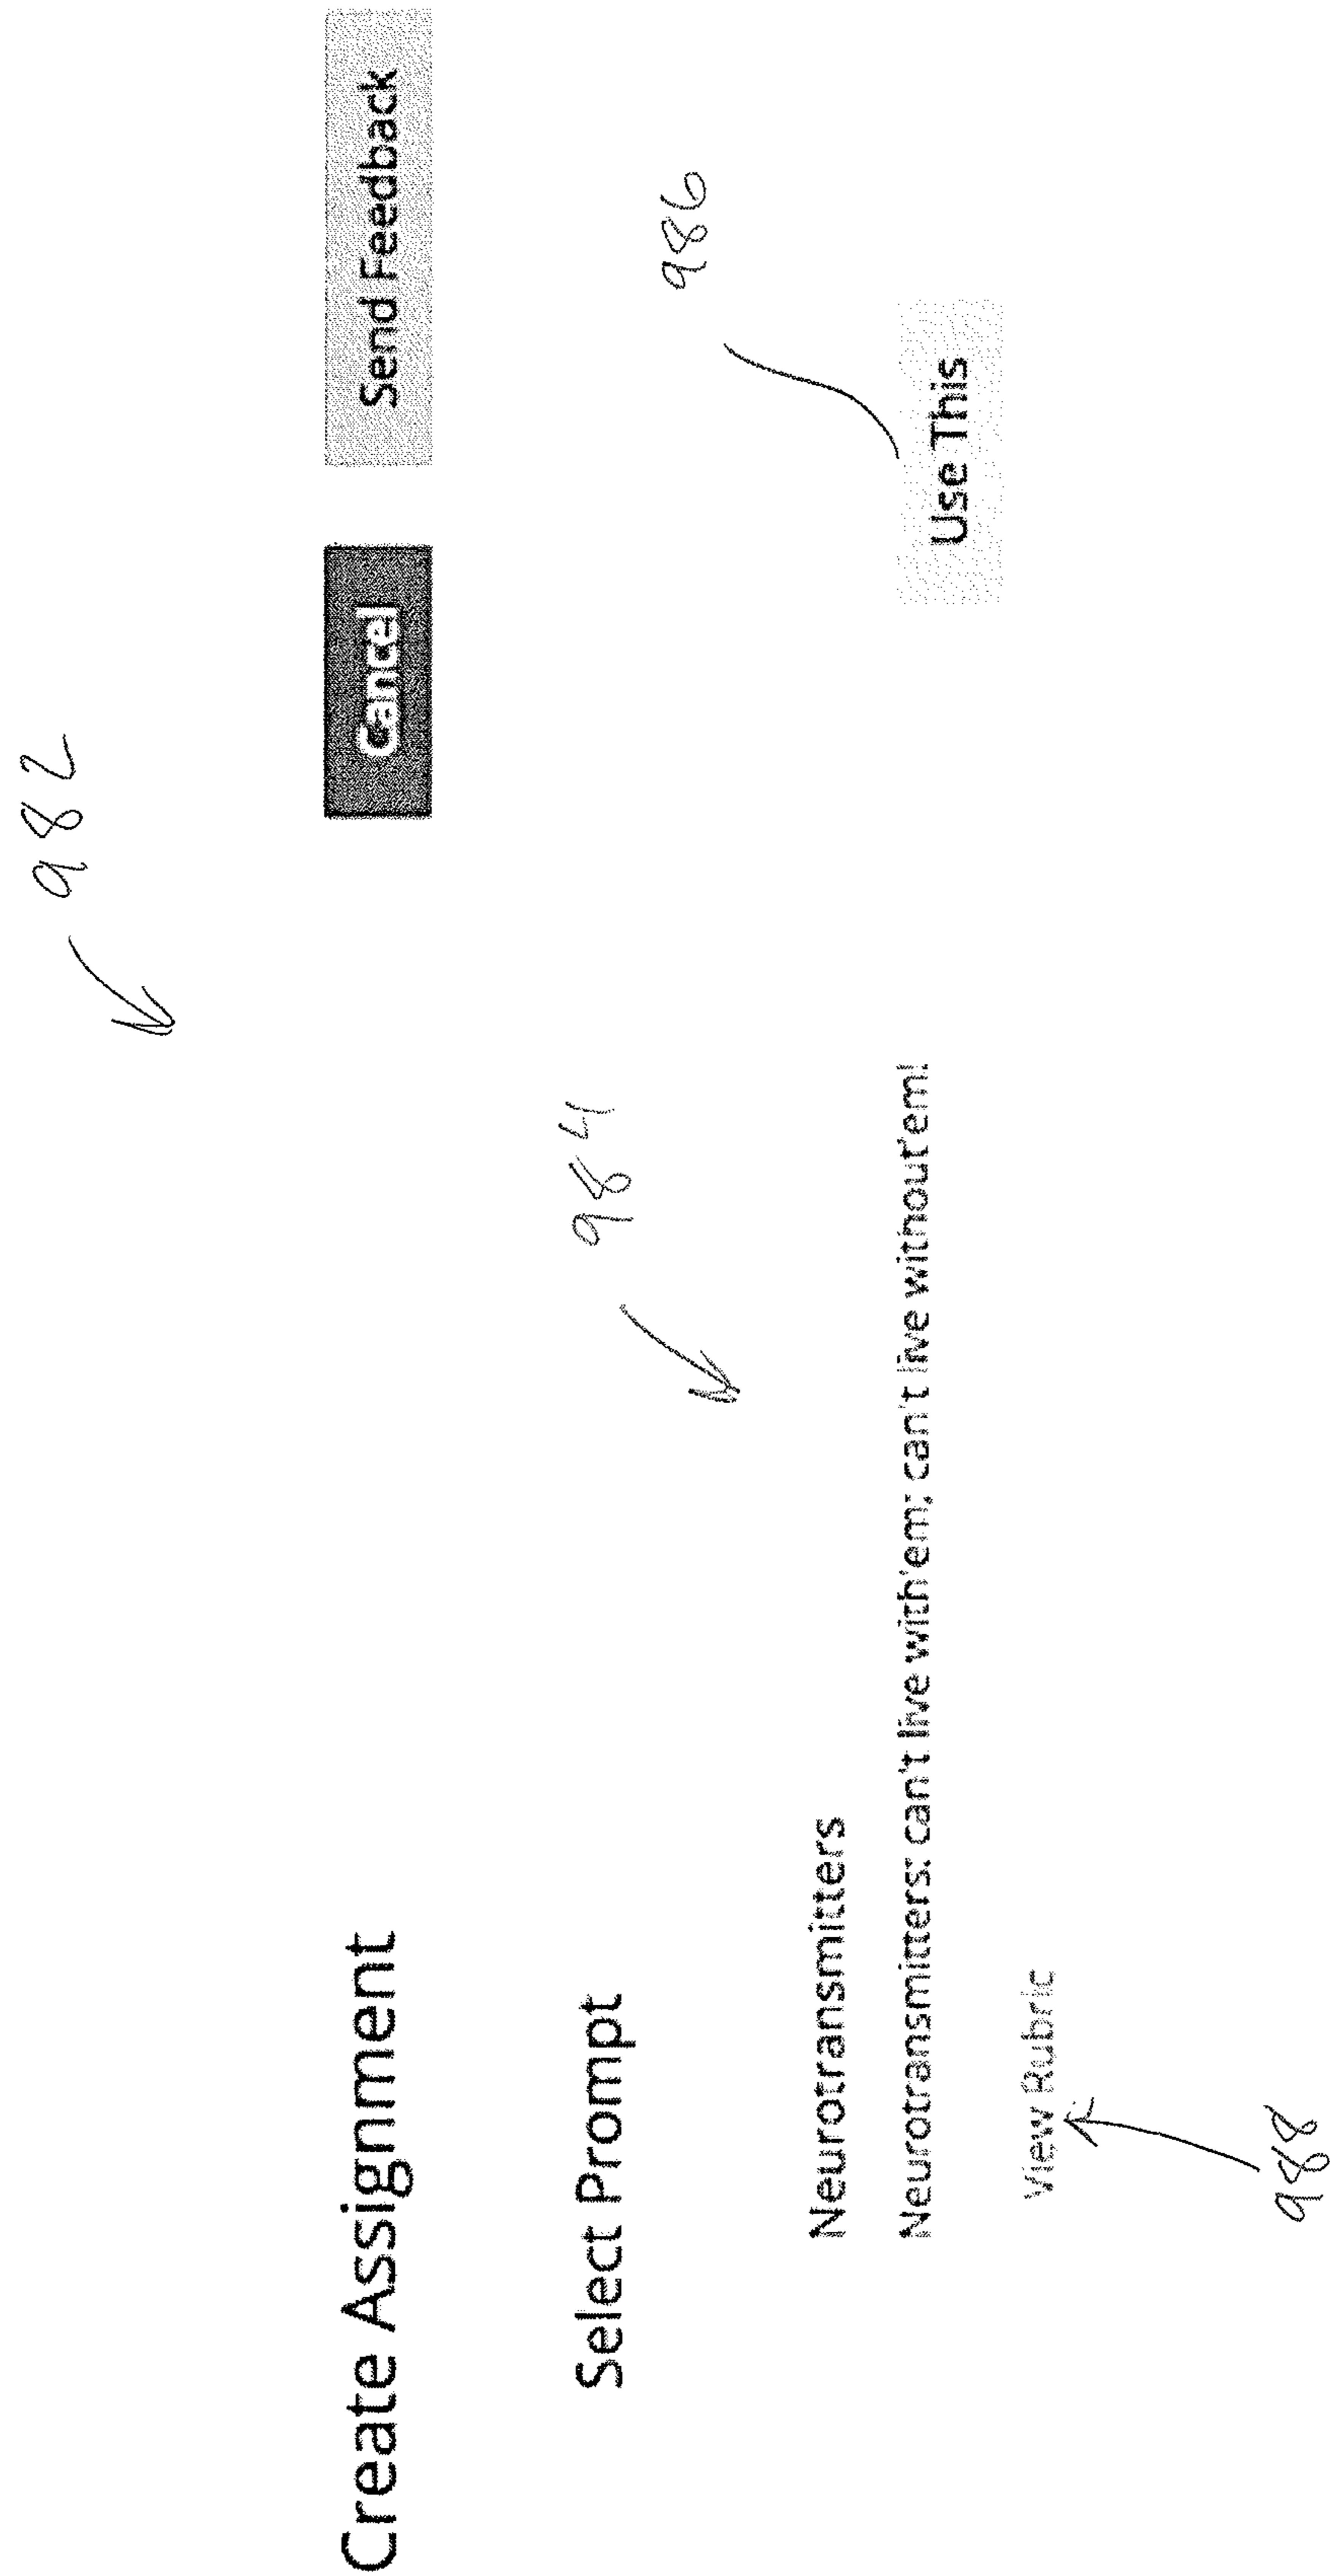 982
Create Assignment
Cancel
Send Feedback
Select Prompt
984
986
Neurotransmitters
Neurotransmitters: can't live with'em; can't live without'em!
Use This
View Rubric
988